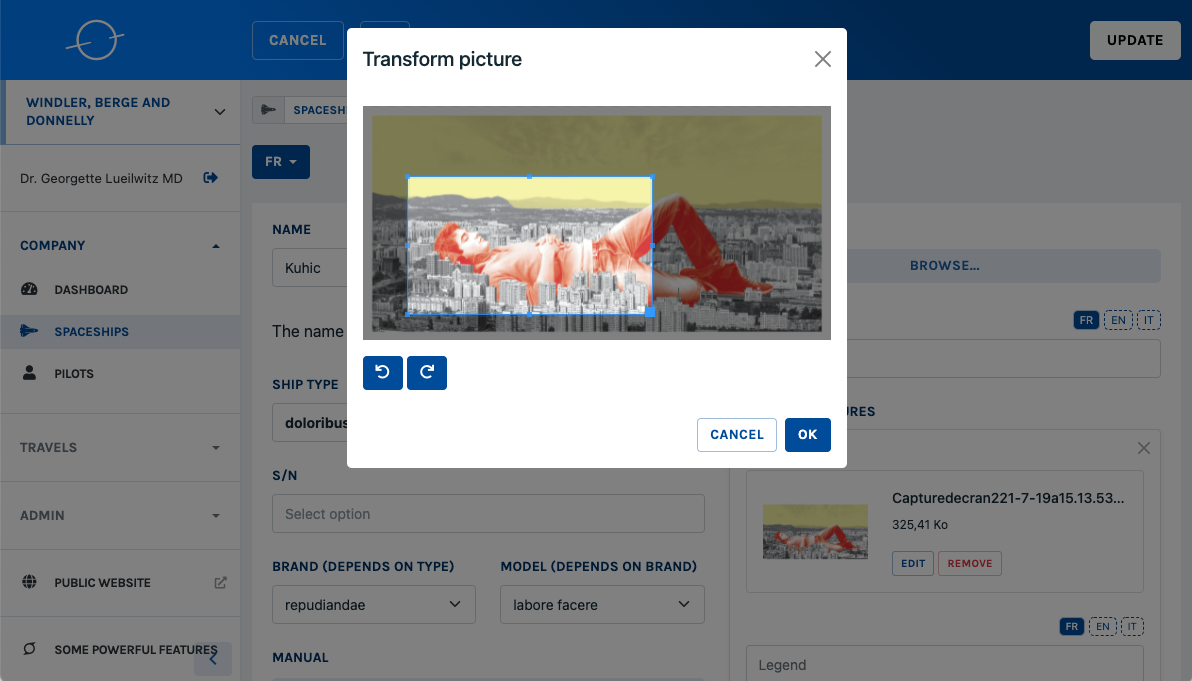 CANCEL
UPDATE
Transform picture
WINDLER, BERGE AND
DONNELLY
Dr. Georgette Lueilwitz MD
COMPANY
DASHBOARD
SPACESHIPS
PILOTS
TRAVELS
ADMIN
PUBLIC WEBSITE
SOME POWERFUL FEATURES
FR
NAME
Kuhic
The name
SHIP TYPE
S/N
Select option
BRAND (DEPENDS ON TYPE)
MODEL (DEPENDS ON BRAND)
repudiandae
labore facere
MANUAL
CANCEL
OK
BROWSE...
FR EN IT
Capturedecran221-7-19a15.13.53...
325,41 Ko
EDIT
REMOVE
FR EN IT
Legend